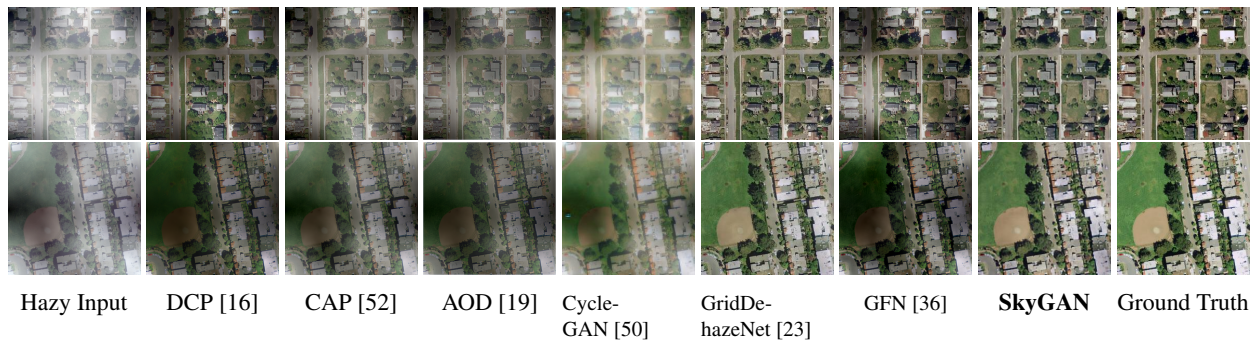 Hazy Input
DCP [16]
CAP [52]
AOD [19]
Cycle-
GAN [50]
GridDe-
hazeNet [23]
GFN [36]
SkyGAN
Ground Truth